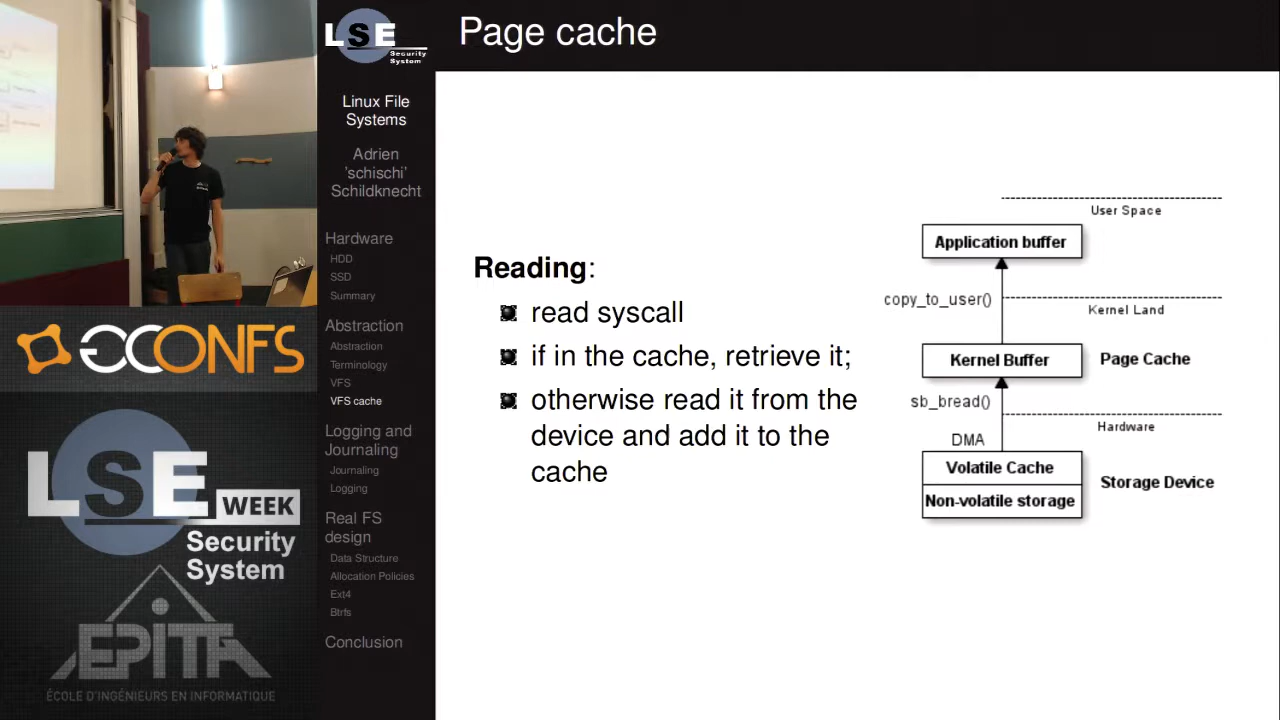 LSE
Security
System
Page cache
Linux File
Systems
Adrien
'schischi'
Schildknecht
Hardware
HDD
SSD
Summary
Abstraction
Abstraction
Terminology
VFS
VFS cache
Logging and
Journaling
Journaling
Logging
Real FS
design
Data Structure
Allocation Policies
Ext4
Btrfs
Conclusion
Reading:
read syscall
if in the cache, retrieve it;
otherwise read it from the
device and add it to the
cache
User Space
Application buffer
copy_to_user()
Kernel Land
Kernel Buffer
Page Cache
sb_bread()
Hardware
DMA
Volatile Cache
Storage Device
Non-volatile storage
CONFS
LSE WEEK
Security
System
EPITA
ÉCOLE D'INGÉNIEURS EN INFORMATIQUE